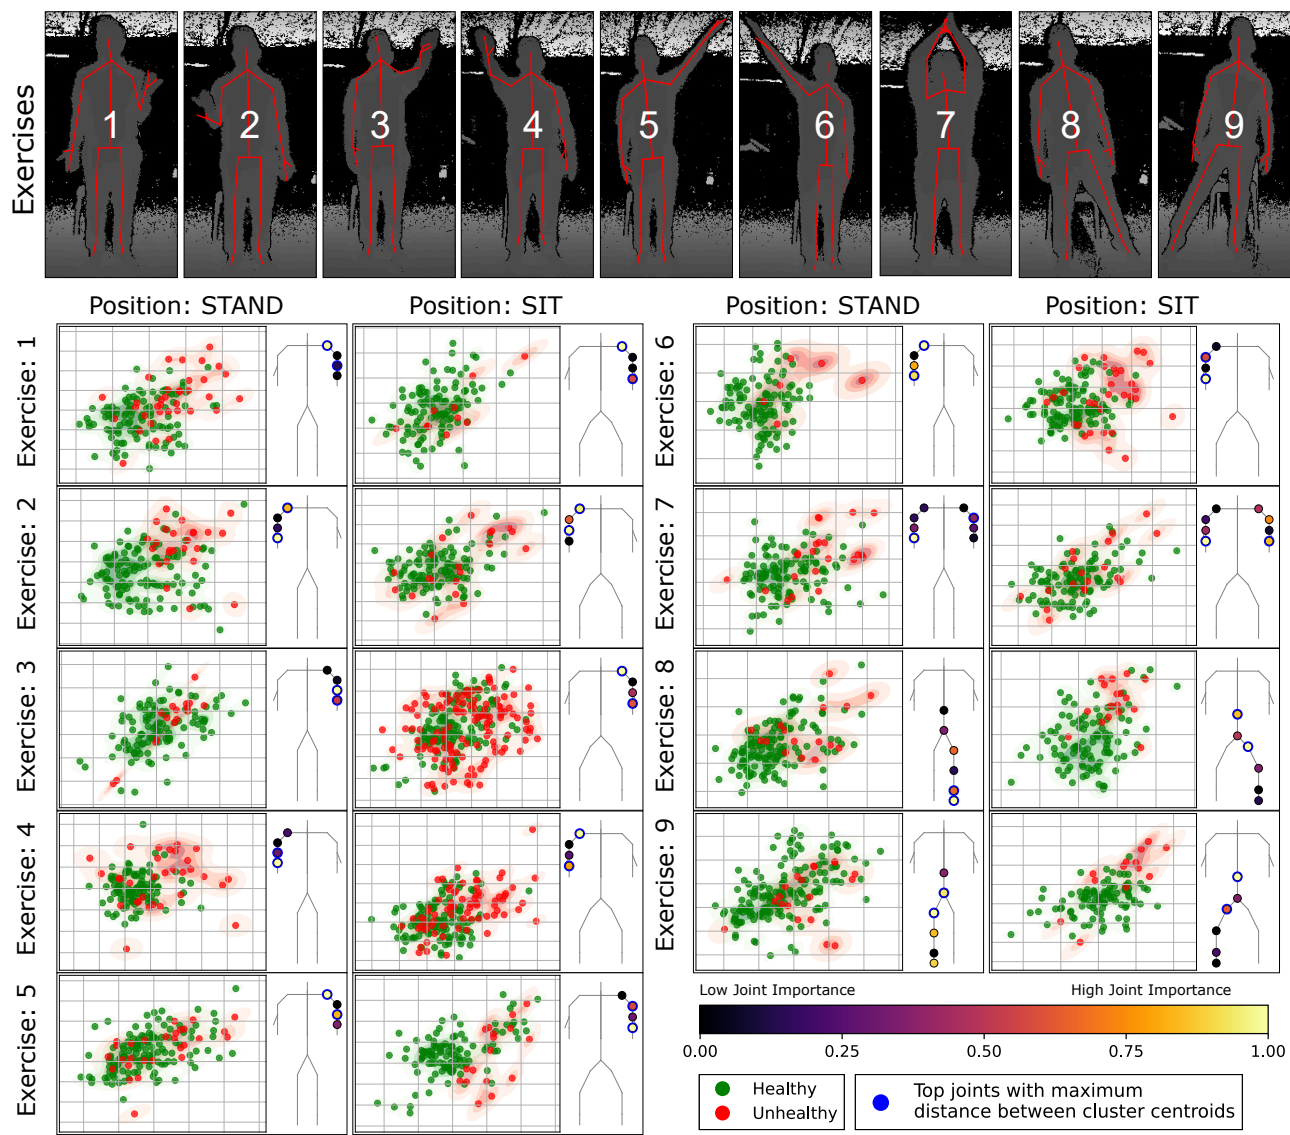 Exercises
1
2
3
4
5
6
7
8
9
Position: STAND
Position: SIT
Position: STAND
Position: SIT
Exercise: 1
Exercise: 2
Exercise: 3
Exercise: 4
Exercise: 5
Exercise: 6
Exercise: 7
Exercise: 8
Exercise: 9
Low Joint Importance
High Joint Importance
0.00
0.25
0.50
0.75
1.00
Healthy
Unhealthy
Top joints with maximum
distance between cluster centroids